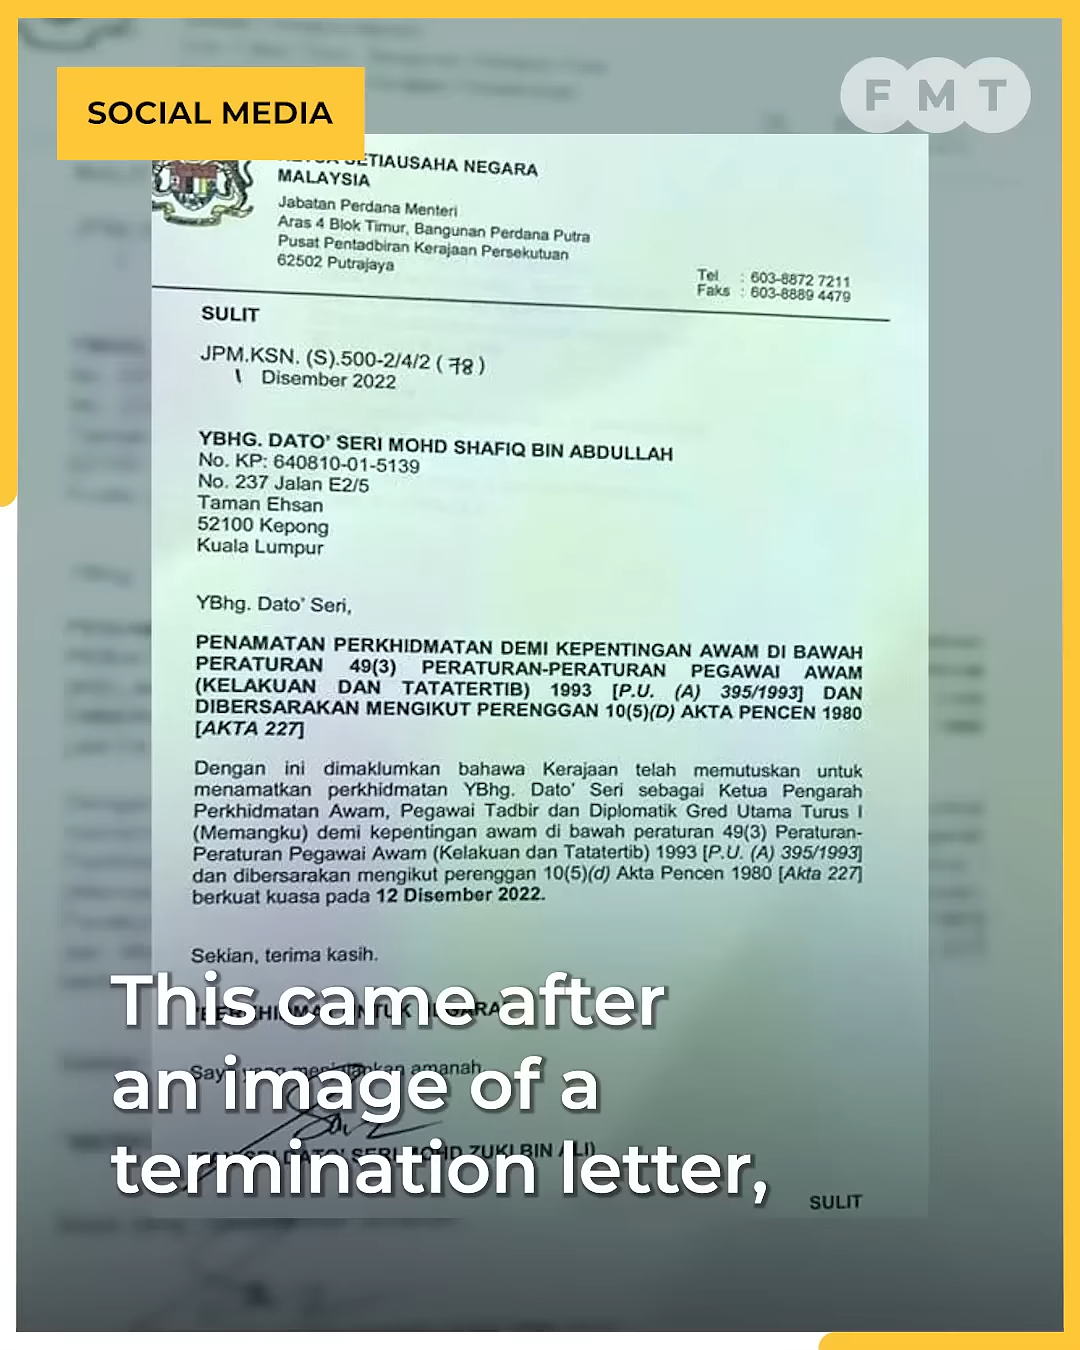 SOCIAL MEDIA
FMT
SETIAUSAHA NEGARA
MALAYSIA
Jabatan Perdana Menteri
Aras 4 Blok Timur, Bangunan Perdana Putra
Pusat Pentadbiran Kerajaan Persekutuan
62502 Putrajaya
Tel : 603-8872 7211
Faks : 603-8889 4479
SULIT
JPM.KSN. (S).500-2/4/2 (78)
1 Disember 2022
YBHG. DATO' SERI MOHD SHAFIQ BIN ABDULLAH
No. KP: 640810-01-5139
No. 237 Jalan E2/5
Taman Ehsan
52100 Kepong
Kuala Lumpur
YBhg. Dato' Seri,
PENAMATAN PERKHIDMATAN DEMI KEPENTINGAN AWAM DI BAWAH
PERATURAN 49(3) PERATURAN-PERATURAN PEGAWAI AWAM
(KELAKUAN DAN TATATERTIB) 1993 [P.U. (A) 395/1993] DAN
DIBERSARAKAN MENGIKUT PERENGGAN 10(5)(D) AKTA PENCEN 1980
[AKTA 227]
Dengan ini dimaklumkan bahawa Kerajaan telah memutuskan untuk
menamatkan perkhidmatan YBhg. Dato' Seri sebagai Ketua Pengarah
Perkhidmatan Awam, Pegawai Tadbir dan Diplomatik Gred Utama Turus I
(Memangku) demi kepentingan awam di bawah peraturan 49(3) Peraturan-
Peraturan Pegawai Awam (Kelakuan dan Tatatertib) 1993 [P.U. (A) 395/1993]
dan dibersarakan mengikut perenggan 10(5)(d) Akta Pencen 1980 [Akta 227]
berkuat kuasa pada 12 Disember 2022.
Sekian, terima kasih.
This came after
an image of a
termination letter,
amanah,
MOHD ZUKI BIN ALI)
SULIT